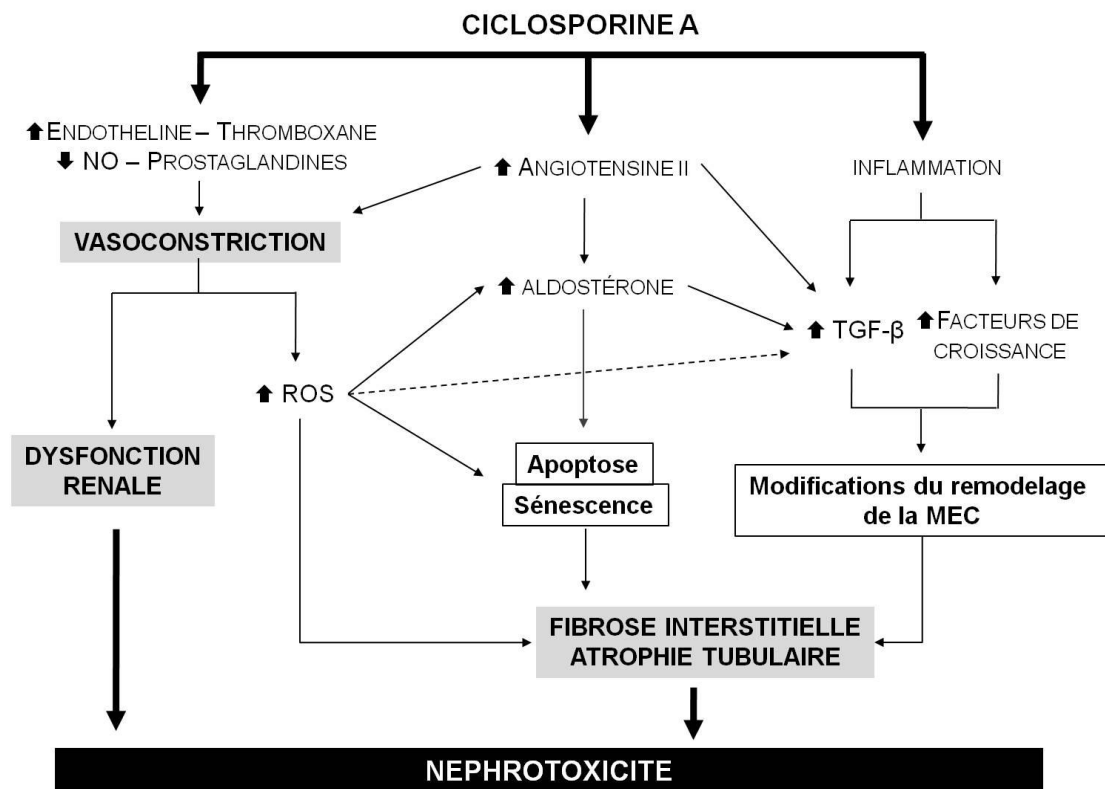 CICLOSPORINE A
ENDOTHELINE – THROMBOXANE
NO – PROSTAGLANDINES
ANGIOTENSINE II
INFLAMMATION
VASOCONSTRICTION
ALDOSTÉRONE
TGF-β
FACTEURS DE
CROISSANCE
ROS
DYSFONCTION
RENALE
Apoptose
Sénescence
Modifications du remodelage
de la MEC
FIBROSE INTERSTITIELLE
ATROPHIE TUBULAIRE
NEPHROTOXICITE